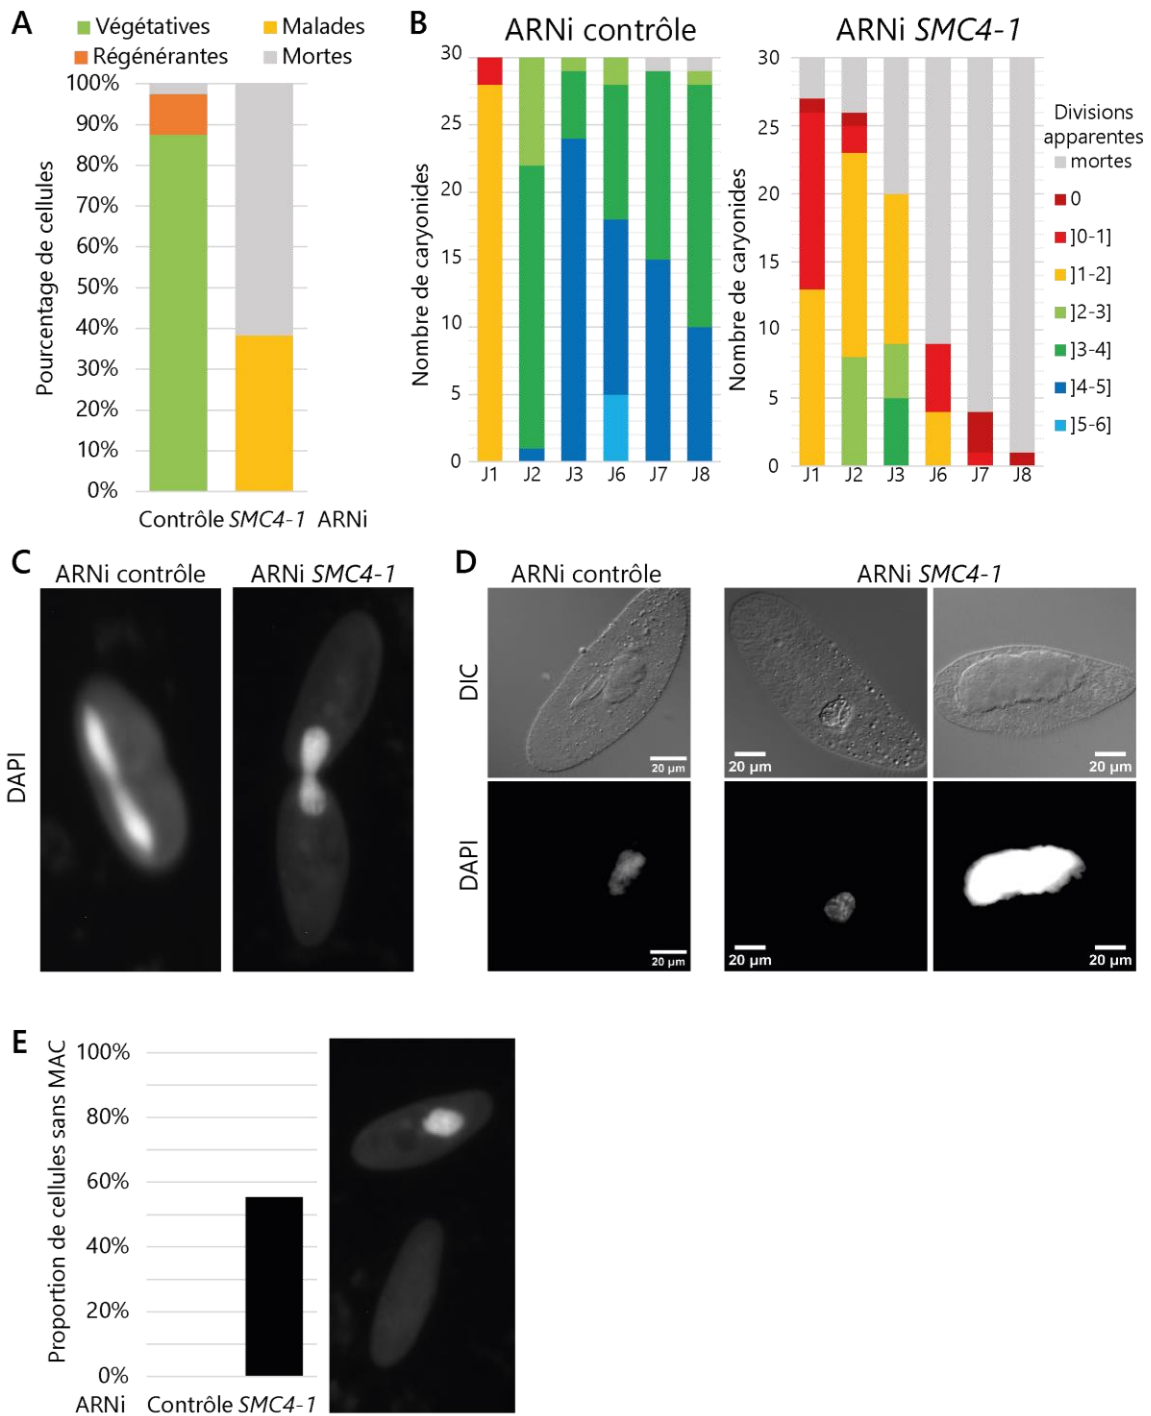 A
Végétatives
Malades
Régénérantes
Mortes
Pourcentage de cellules
100%
90%
80%
70%
60%
50%
40%
30%
20%
10%
0%
Contrôle SMC4-1 ARNi
B
ARNi contrôle
ARNi SMC4-1
Nombre de caryonides
30
25
20
15
10
5
0
J1 J2 J3 J6 J7 J8
Nombre de caryonides
30
25
20
15
10
5
0
J1 J2 J3 J6 J7 J8
Divisions
apparentes
mortes
0
]0-1]
]1-2]
]2-3]
]3-4]
]4-5]
]5-6]
C
ARNi contrôle
ARNi SMC4-1
DAPI
D
ARNi contrôle
ARNi SMC4-1
DIC
20 µm
20 µm
20 µm
DAPI
20 µm
20 µm
20 µm
E
Proportion de cellules sans MAC
100%
80%
60%
40%
20%
0%
ARNi Contrôle SMC4-1